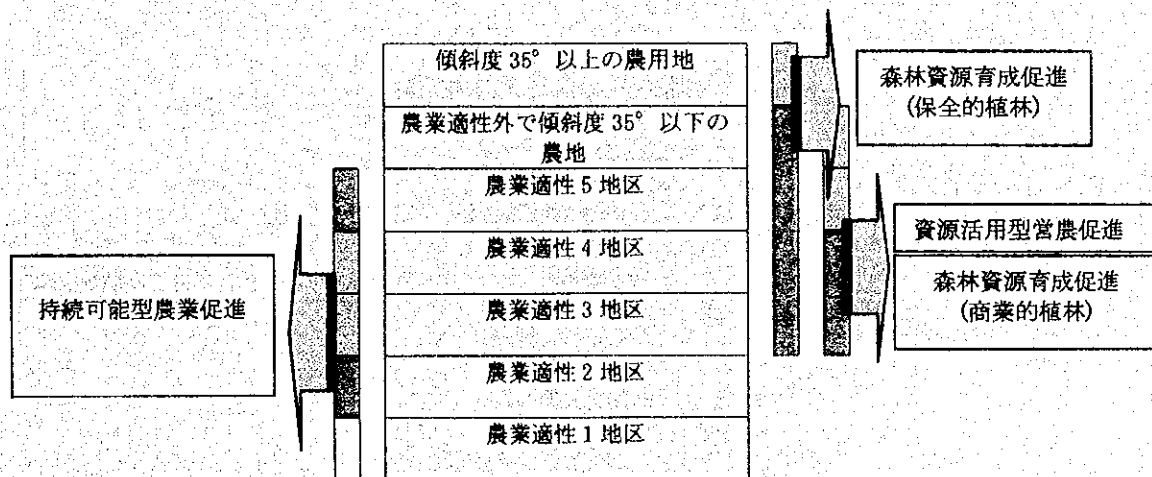 傾斜度 35° 以上の農用地
農業適性外で傾斜度 35° 以下の
農地
農業適性 5 地区
農業適性 4 地区
農業適性 3 地区
農業適性 2 地区
農業適性 1 地区
持続可能型農業促進
森林資源育成促進
(保全的植林)
資源活用型営農促進
森林資源育成促進
(商業的植林)